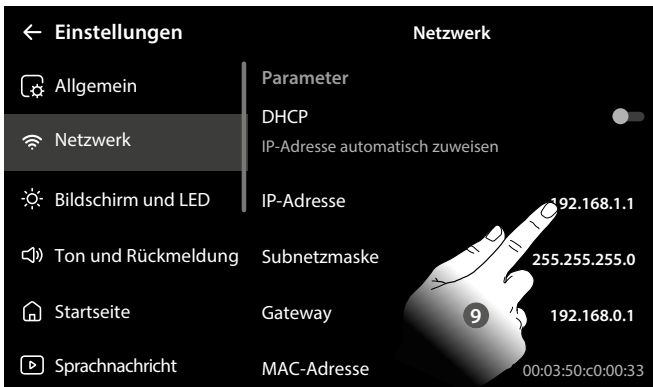 ← Einstellungen
Netzwerk
Allgemein
Netzwerk
Bildschirm und LED
Ton und Rückmeldung
Startseite
Sprachnachricht
Parameter
DHCP
IP-Adresse automatisch zuweisen
IP-Adresse 192.168.1.1
Subnetzmaske 255.255.255.0
Gateway 192.168.0.1
9
MAC-Adresse 00:03:50:c0:00:33